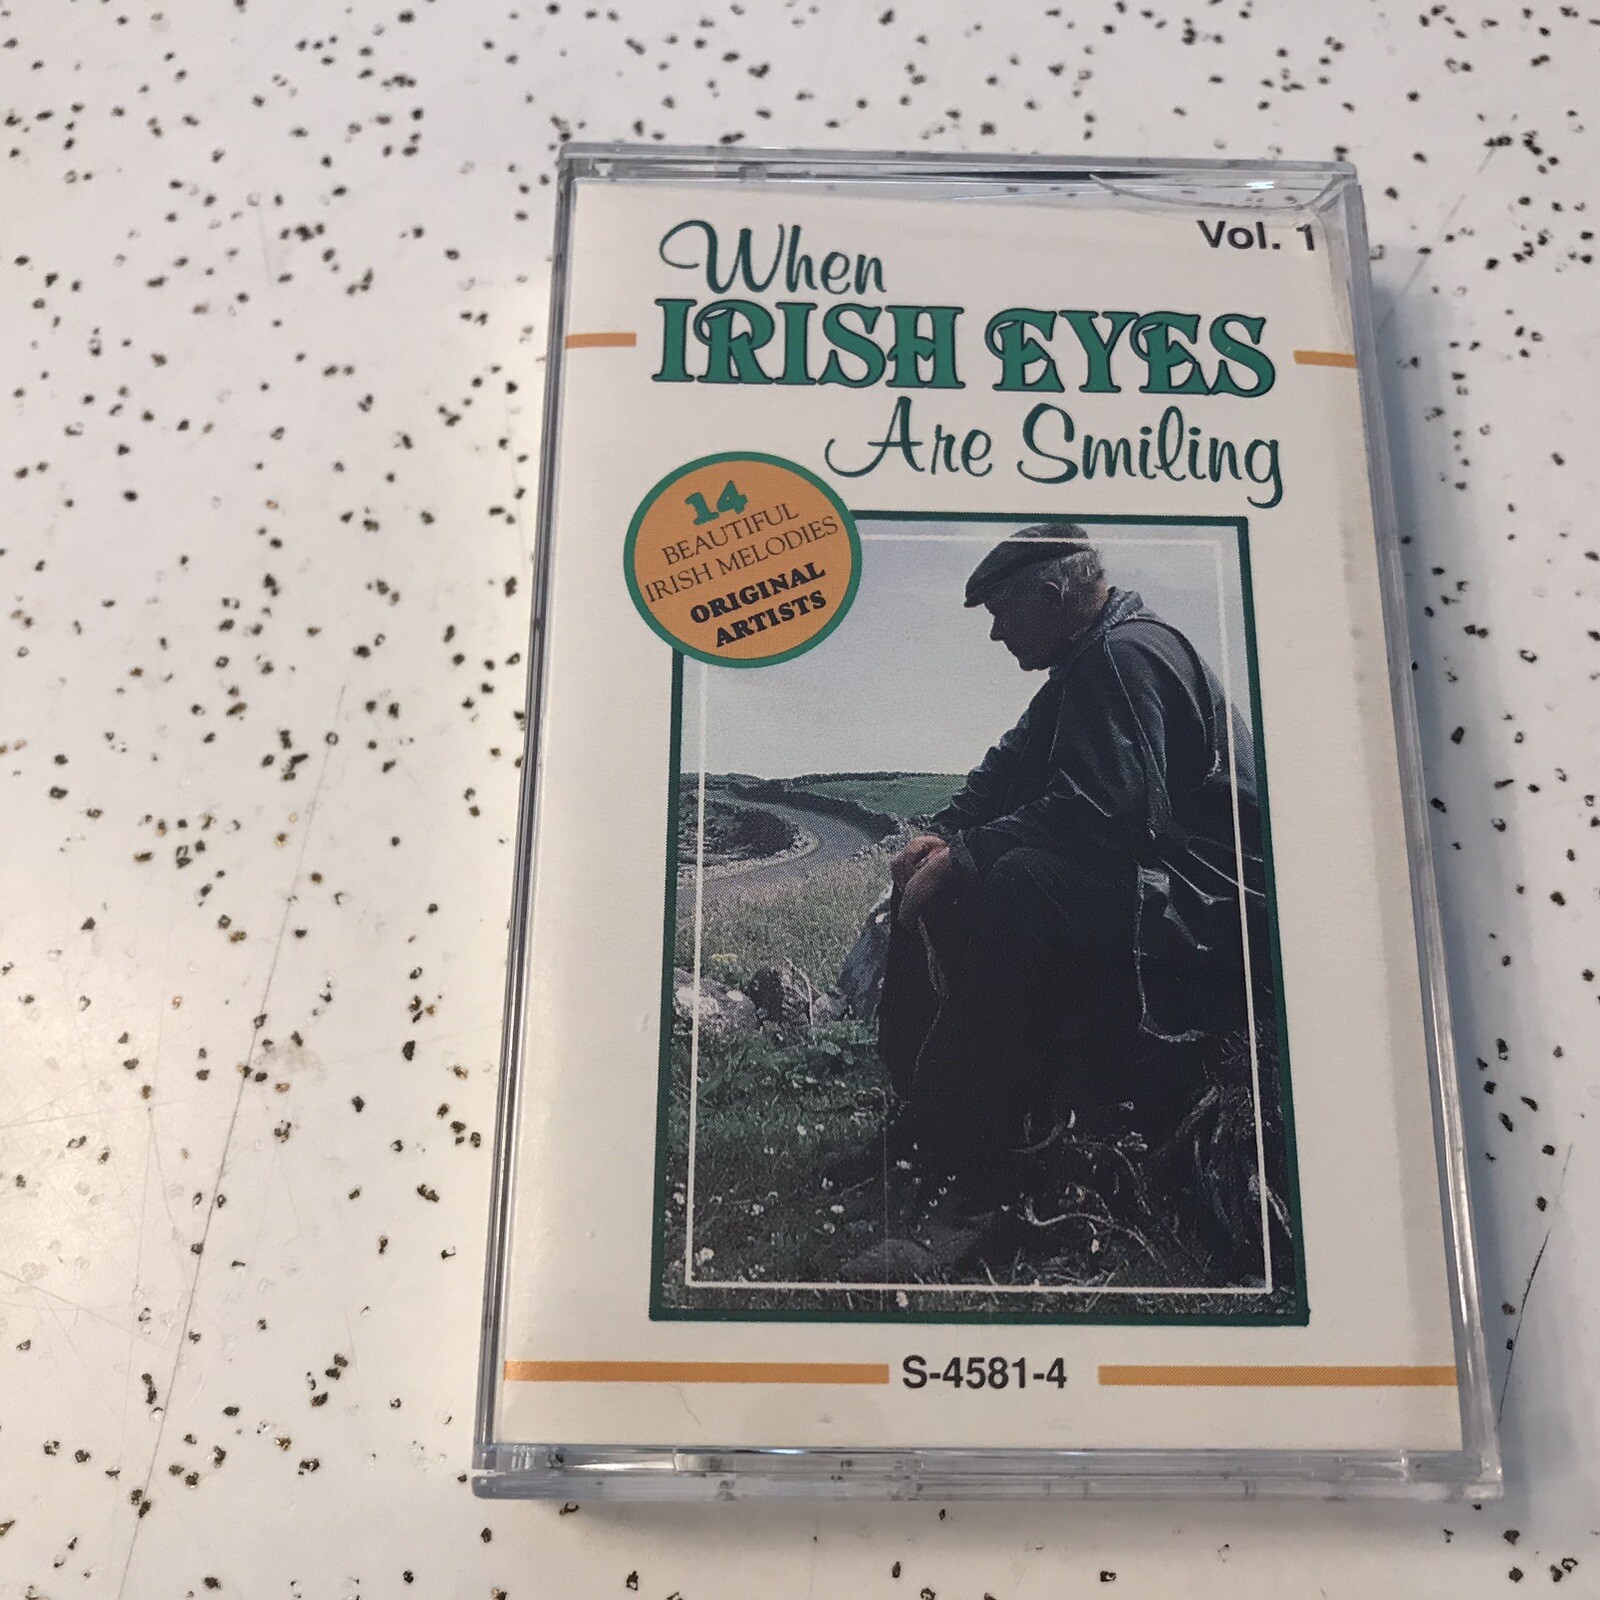 Vol. 1
When
IRISH EYES
Are Smiling
14
BEAUTIFUL
IRISH MELODIES
ORIGINAL
ARTISTS
S-4581-4